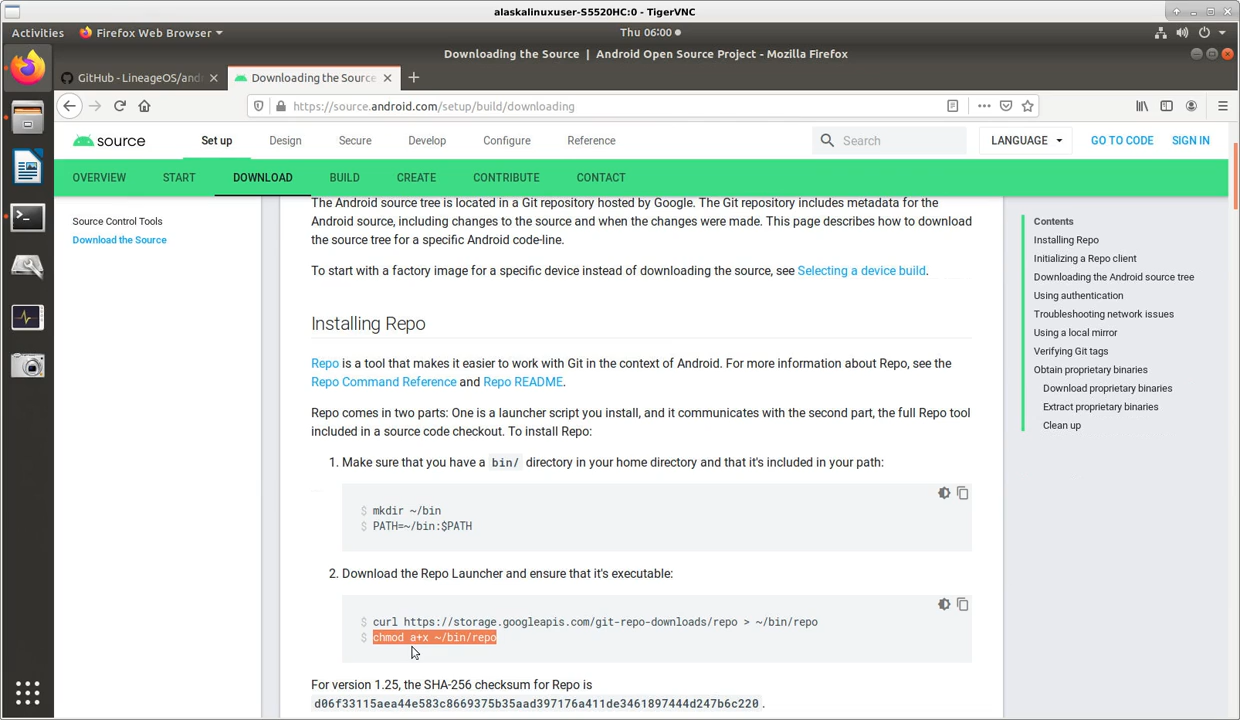 alaskalinuxuser-S5520HC:0 - TigerVNC
Activities Firefox Web Browser Thu 06:00
Downloading the Source | Android Open Source Project - Mozilla Firefox
GitHub - LineageOS/andr
Downloading the Source
https://source.android.com/setup/build/downloading
source Set up Design Secure Develop Configure Reference Search LANGUAGE GO TO CODE SIGN IN
OVERVIEW START DOWNLOAD BUILD CREATE CONTRIBUTE CONTACT
Source Control Tools
Download the Source
The Android source tree is located in a Git repository hosted by Google. The Git repository includes metadata for the
Android source, including changes to the source and when the changes were made. This page describes how to download
the source tree for a specific Android code-line.
To start with a factory image for a specific device instead of downloading the source, see Selecting a device build.
Installing Repo
Repo is a tool that makes it easier to work with Git in the context of Android. For more information about Repo, see the
Repo Command Reference and Repo README.
Repo comes in two parts: One is a launcher script you install, and it communicates with the second part, the full Repo tool
included in a source code checkout. To install Repo:
1. Make sure that you have a bin/ directory in your home directory and that it's included in your path:
$ mkdir ~/bin
$ PATH=~/bin:$PATH
2. Download the Repo Launcher and ensure that it's executable:
$ curl https://storage.googleapis.com/git-repo-downloads/repo > ~/bin/repo
$ chmod a+x ~/bin/repo
For version 1.25, the SHA-256 checksum for Repo is
d06f33115aea44e583c8669375b35aad397176a411de3461897444d247b6c220.
Contents
Installing Repo
Initializing a Repo client
Downloading the Android source tree
Using authentication
Troubleshooting network issues
Using a local mirror
Verifying Git tags
Obtain proprietary binaries
Download proprietary binaries
Extract proprietary binaries
Clean up